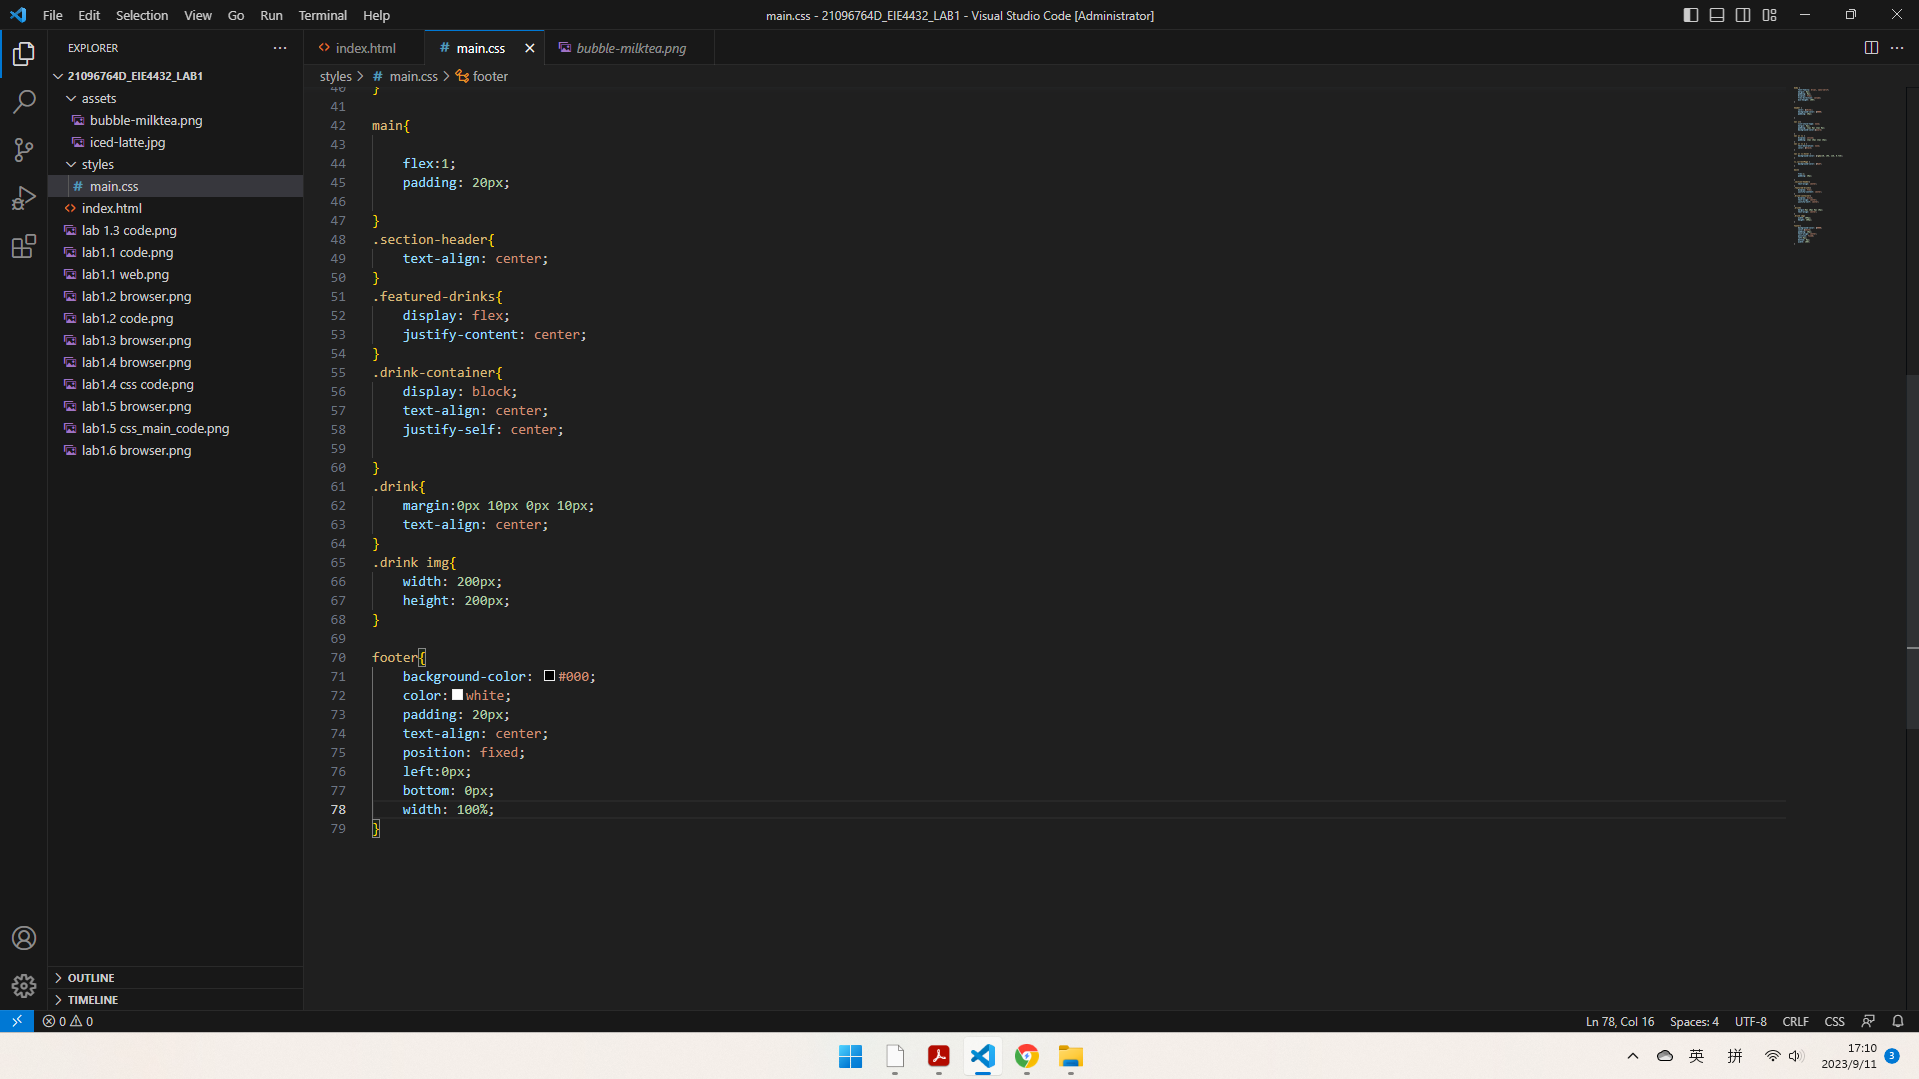 File Edit Selection View Go Run Terminal Help
main.css - 21096764D_EIE4432_LAB1 - Visual Studio Code [Administrator]
EXPLORER
21096764D_EIE4432_LAB1
assets
bubble-milktea.png
iced-latte.jpg
styles
# main.css
<> index.html
lab 1.3 code.png
lab1.1 code.png
lab1.1 web.png
lab1.2 browser.png
lab1.2 code.png
lab1.3 browser.png
lab1.4 browser.png
lab1.4 css code.png
lab1.5 browser.png
lab1.5 css_main_code.png
lab1.6 browser.png
OUTLINE
TIMELINE
<> index.html # main.css bubble-milktea.png
styles > # main.css > footer
40 }
41
42 main{
43
44 flex:1;
45 padding: 20px;
46
47 }
48 .section-header{
49 text-align: center;
50 }
51 .featured-drinks{
52 display: flex;
53 justify-content: center;
54 }
55 .drink-container{
56 display: block;
57 text-align: center;
58 justify-self: center;
59
60 }
61 .drink{
62 margin:0px 10px 0px 10px;
63 text-align: center;
64 }
65 .drink img{
66 width: 200px;
67 height: 200px;
68 }
69
70 footer{
71 background-color: #000;
72 color: white;
73 padding: 20px;
74 text-align: center;
75 position: fixed;
76 left:0px;
77 bottom: 0px;
78 width: 100%;
79 }
0 0
Ln 78, Col 16 Spaces: 4 UTF-8 CRLF CSS
英 拼
17:10
2023/9/11
3